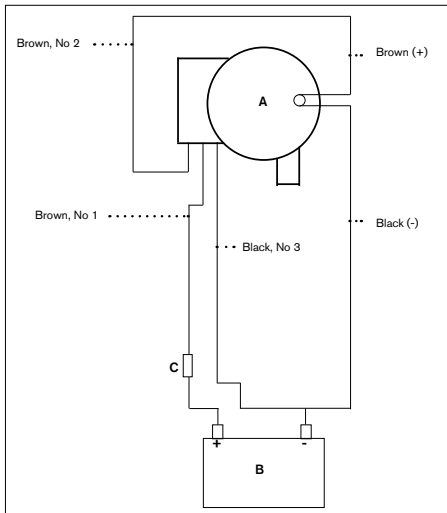 Brown, No 2
Brown (+)
A
Brown, No 1
Black (-)
Black, No 3
C
+
-
B